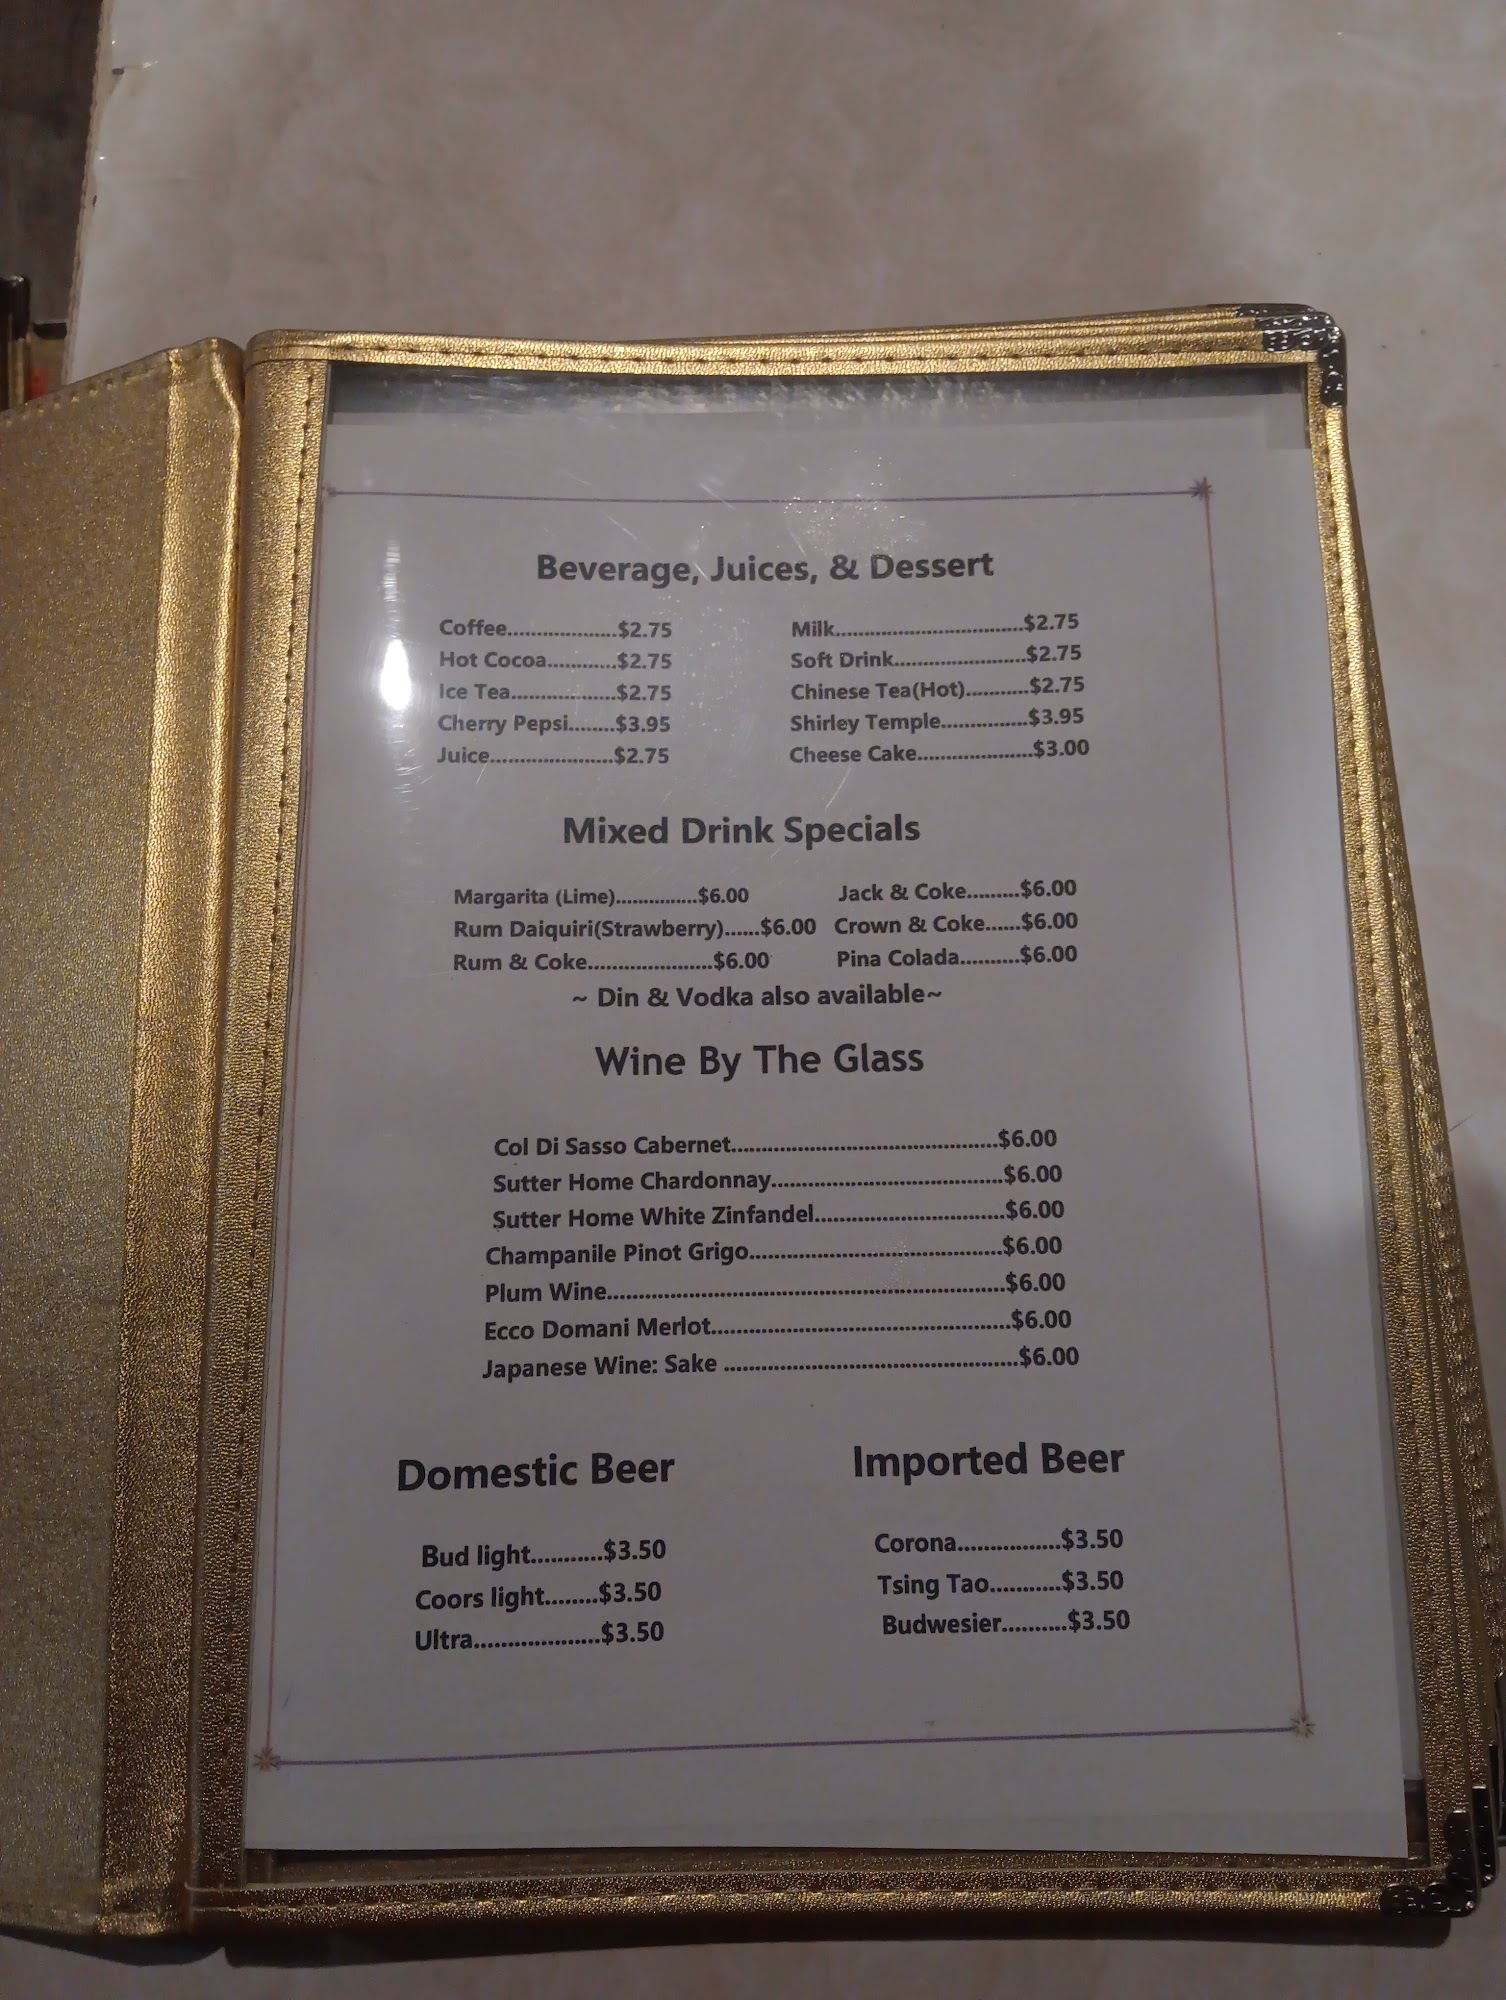 Beverage, Juices, & Dessert
Coffee...................$2.75
Hot Cocoa............$2.75
Ice Tea..................$2.75
Cherry Pepsi........$3.95
Juice.....................$2.75
Milk................................$2.75
Soft Drink.......................$2.75
Chinese Tea(Hot)...........$2.75
Shirley Temple...............$3.95
Cheese Cake....................$3.00
Mixed Drink Specials
Margarita (Lime)...............$6.00
Rum Daiquiri(Strawberry)......$6.00
Rum & Coke......................$6.00
Jack & Coke.........$6.00
Crown & Coke......$6.00
Pina Colada..........$6.00
~ Din & Vodka also available~
Wine By The Glass
Col Di Sasso Cabernet...........................................$6.00
Sutter Home Chardonnay.....................................$6.00
Sutter Home White Zinfandel...............................$6.00
Champanile Pinot Grigo.........................................$6.00
Plum Wine................................................................$6.00
Ecco Domani Merlot................................................$6.00
Japanese Wine: Sake ...............................................$6.00
Domestic Beer
Bud light...........$3.50
Coors light........$3.50
Ultra....................$3.50
Imported Beer
Corona.................$3.50
Tsing Tao............$3.50
Budwesier...........$3.50